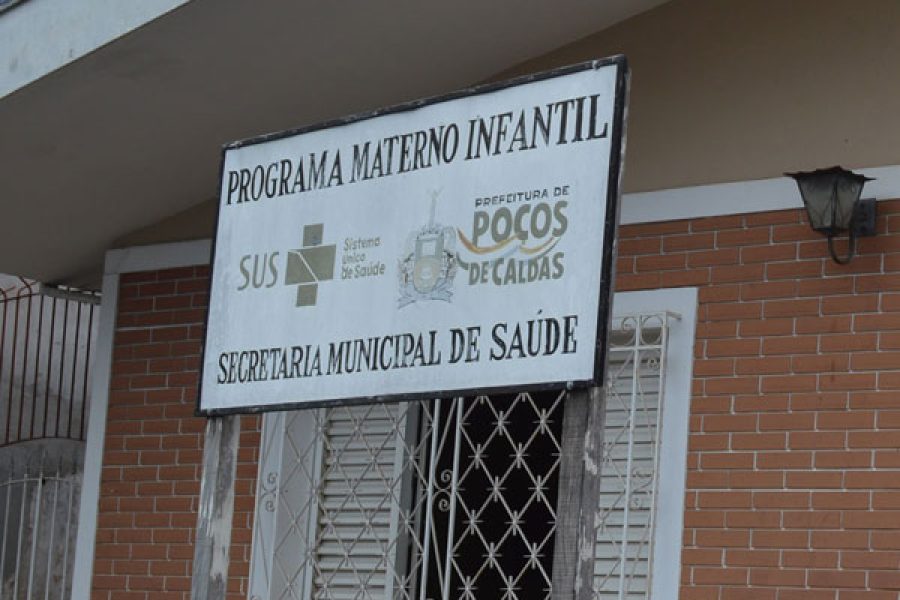 PROGRAMA MATERNO INFANTIL
SUS
Sistema
Único
de Saúde
PREFEITURA DE
POÇOS
DE CALDAS
SECRETARIA MUNICIPAL DE SAÚDE